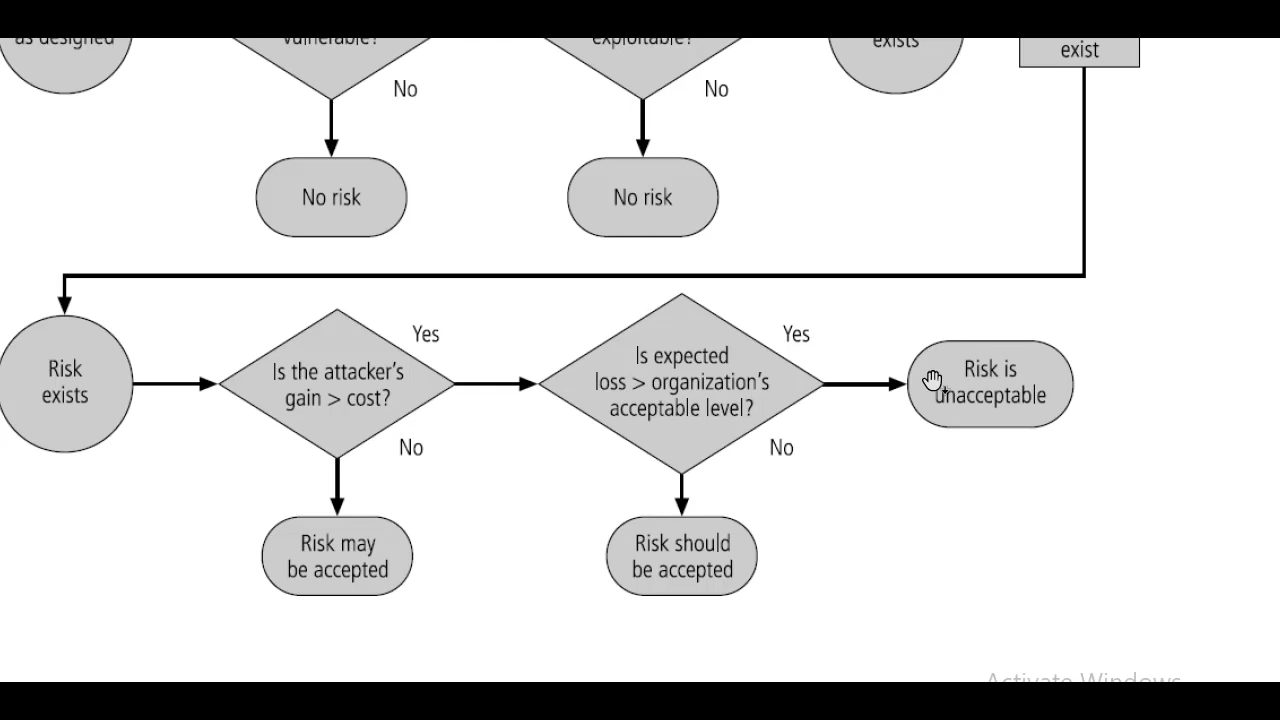 as designed
vulnerable?
exploitable?
exists
exist
No
No
No risk
No risk
Yes
Yes
Risk
exists
Is the attacker's
gain > cost?
Is expected
loss > organization's
acceptable level?
Risk is
unacceptable
No
No
Risk may
be accepted
Risk should
be accepted
Activate Windows